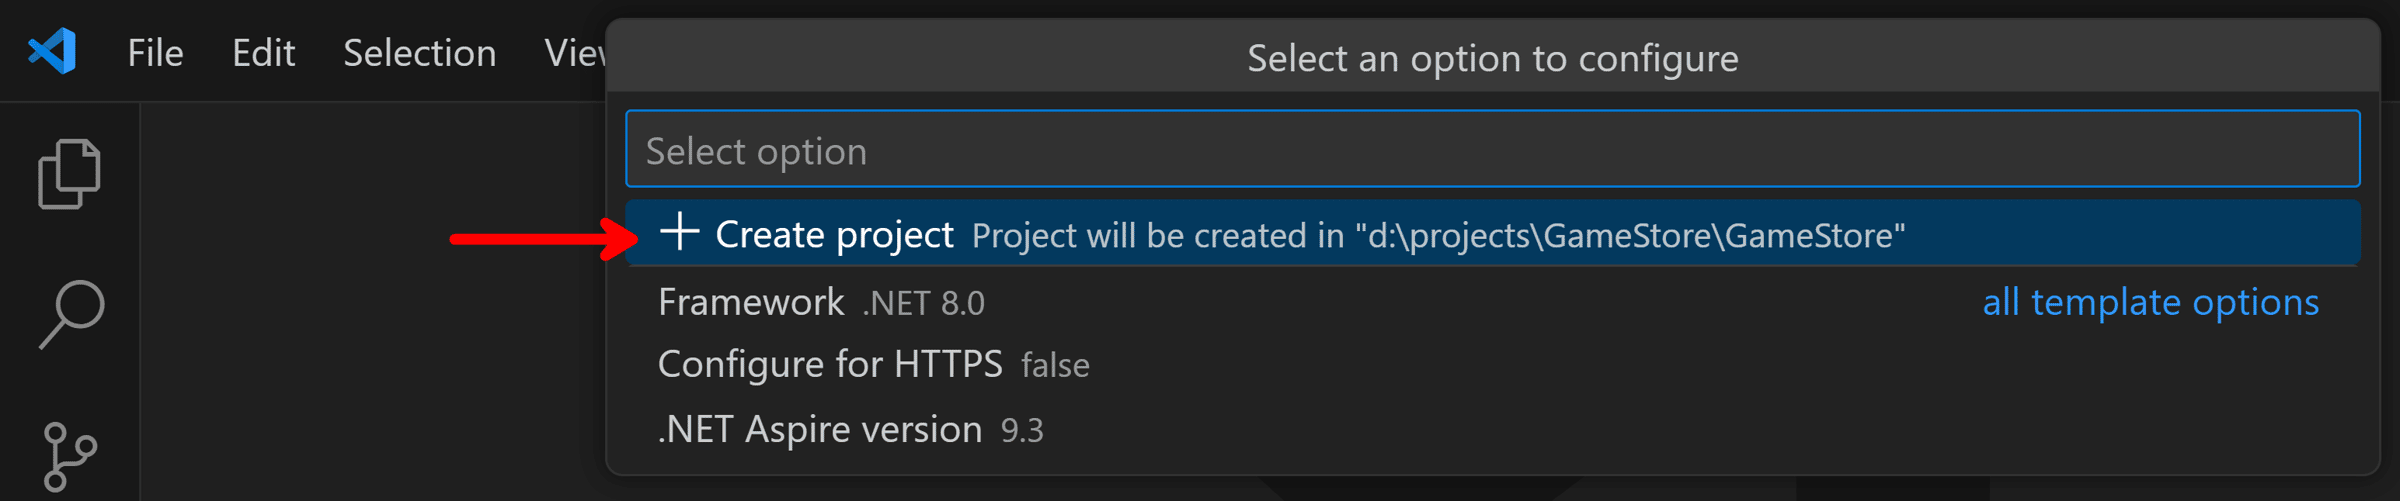 File Edit Selection View
Select an option to configure
Select option
Create project Project will be created in "d:\projects\GameStore\GameStore"
Framework .NET 8.0 all template options
Configure for HTTPS false
.NET Aspire version 9.3